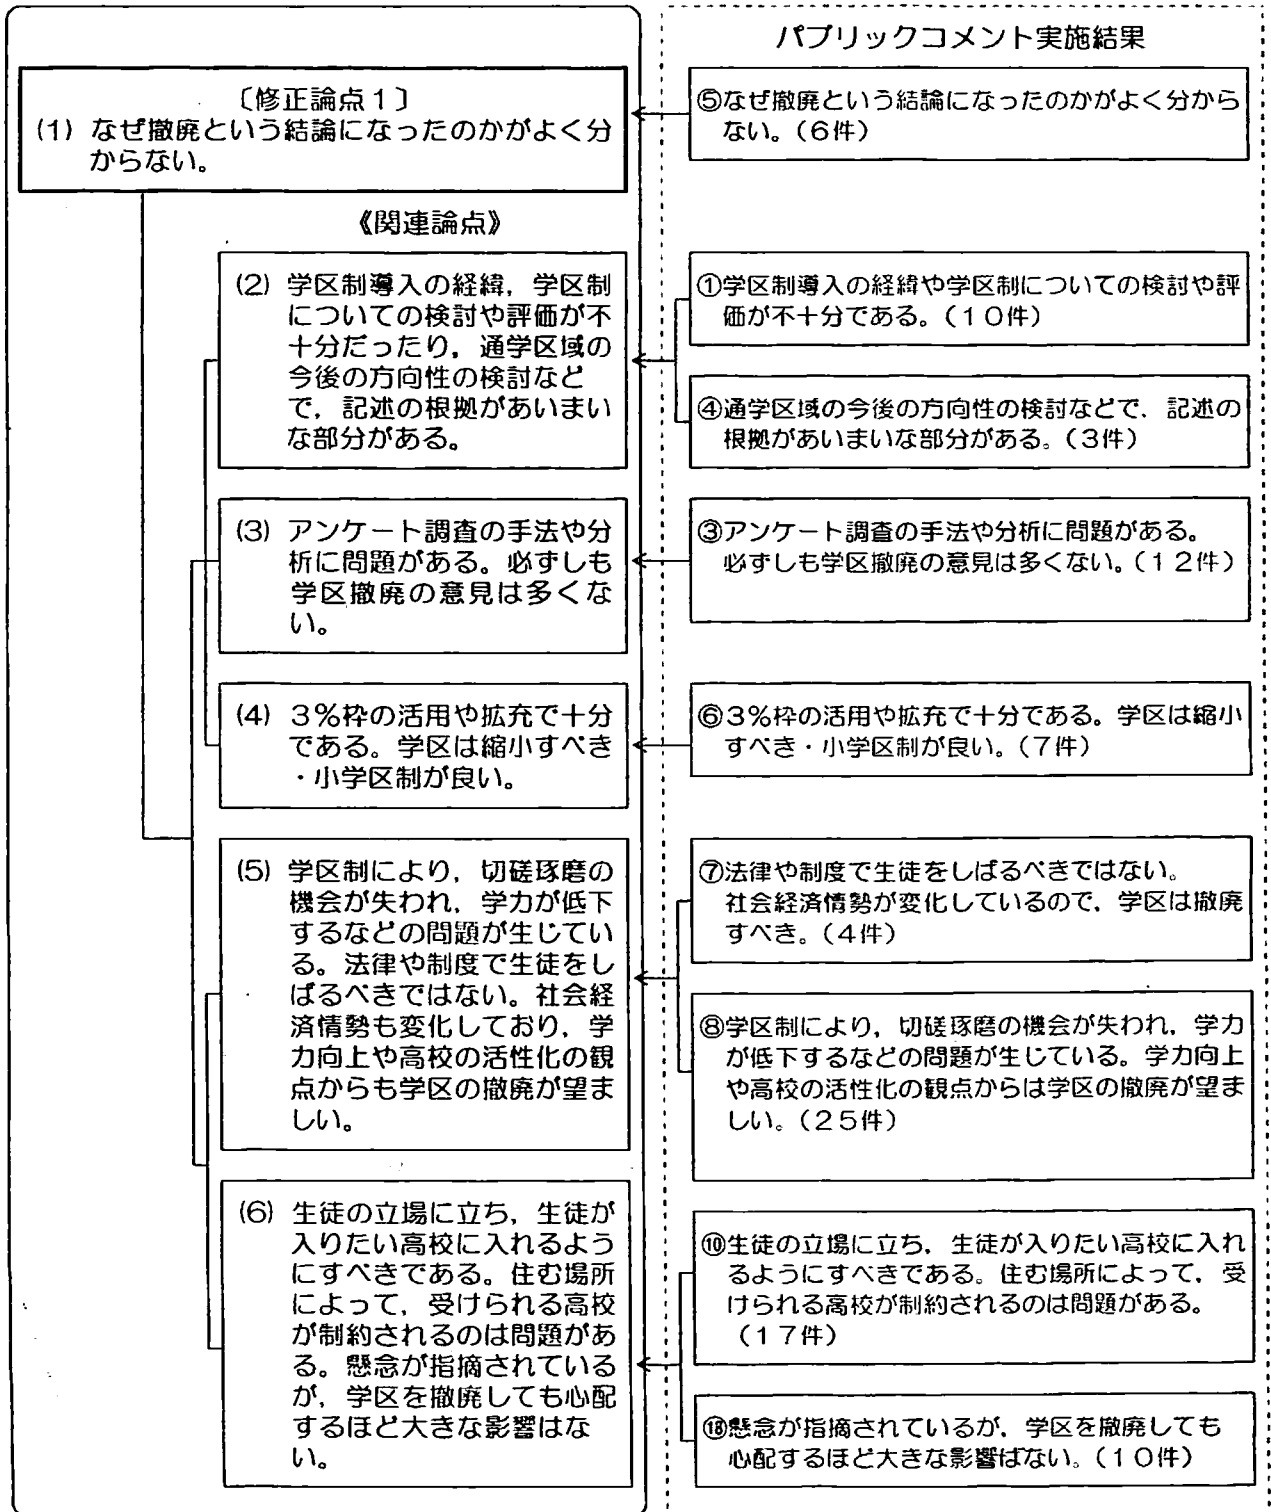 パブリックコメント実施結果
〔修正論点1〕
(1) なぜ撤廃という結論になったのかがよく分
からない。
⑤なぜ撤廃という結論になったのかがよく分から
ない。(6件)
《関連論点》
(2) 学区制導入の経緯，学区制
についての検討や評価が不
十分だったり，通学区域の
今後の方向性の検討など
で，記述の根拠があいまい
な部分がある。
①学区制導入の経緯や学区制についての検討や評
価が不十分である。(10件)
④通学区域の今後の方向性の検討などで，記述の
根拠があいまいな部分がある。(3件)
(3) アンケート調査の手法や分
析に問題がある。必ずしも
学区撤廃の意見は多くな
い。
③アンケート調査の手法や分析に問題がある。
必ずしも学区撤廃の意見は多くない。(12件)
(4) 3％枠の活用や拡充で十分
である。学区は縮小すべき
・小学区制が良い。
⑥3％枠の活用や拡充で十分である。学区は縮小
すべき・小学区制が良い。(7件)
(5) 学区制により，切磋琢磨の
機会が失われ，学力が低下
するなどの問題が生じてい
る。法律や制度で生徒をし
ばるべきではない。社会経
済情勢も変化しており，学
力向上や高校の活性化の観
点からも学区の撤廃が望ま
しい。
⑦法律や制度で生徒をしばるべきではない。
社会経済情勢が変化しているので，学区は撤廃
すべき。(4件)
⑧学区制により，切磋琢磨の機会が失われ，学力
が低下するなどの問題が生じている。学力向上
や高校の活性化の観点からは学区の撤廃が望ま
しい。(25件)
(6) 生徒の立場に立ち，生徒が
入りたい高校に入れるよう
にすべきである。住む場所
によって，受けられる高校
が制約されるのは問題があ
る。懸念が指摘されている
が，学区を撤廃しても心配
するほど大きな影響はな
い。
⑩生徒の立場に立ち，生徒が入りたい高校に入れ
るようにすべきである。住む場所によって，受
けられる高校が制約されるのは問題がある。
(17件)
⑱懸念が指摘されているが，学区を撤廃しても
心配するほど大きな影響はない。(10件)